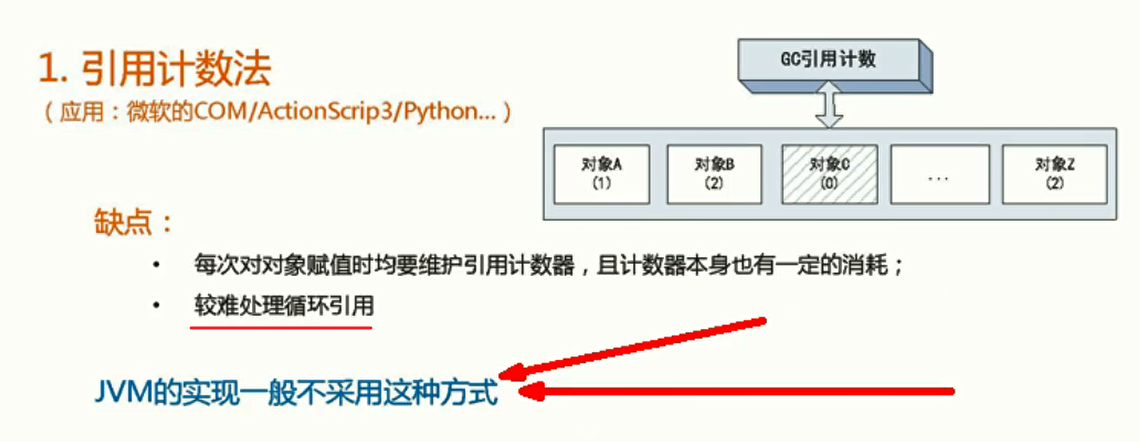 1. 引用计数法
（应用：微软的COM/ActionScrip3/Python...）
GC引用计数
对象A
(1)
对象B
(2)
对象C
(0)
...
对象Z
(2)
缺点：
• 每次对对象赋值时均要维护引用计数器，且计数器本身也有一定的消耗；
• 较难处理循环引用
JVM的实现一般不采用这种方式